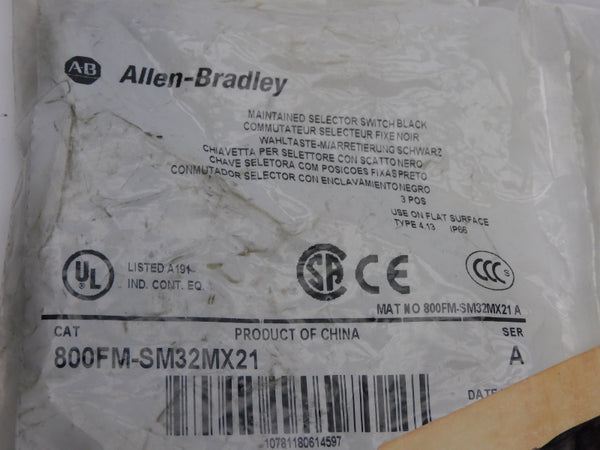 AB Allen-Bradley
MAINTAINED SELECTOR SWITCH BLACK
COMMUTATEUR SELECTEUR FIXE NOIR
WAHLTASTE-M/ARRETIERUNG SCHWARZ
CHIAVETTA PER SELETTORE CON SCATTO NERO
CHAVE SELETORA COM POSICOES FIXAS PRETO
CONMUTADOR SELECTOR CON ENCLAVAMIENTO NEGRO
3 POS
USE ON FLAT SURFACE
TYPE 4.13 IP66
UL LISTED A191
IND. CONT. EQ.
SA CE CCC S
MAT NO 800FM-SM32MX21 A
CAT PRODUCT OF CHINA SER
800FM-SM32MX21 A
DATE
10781180614597